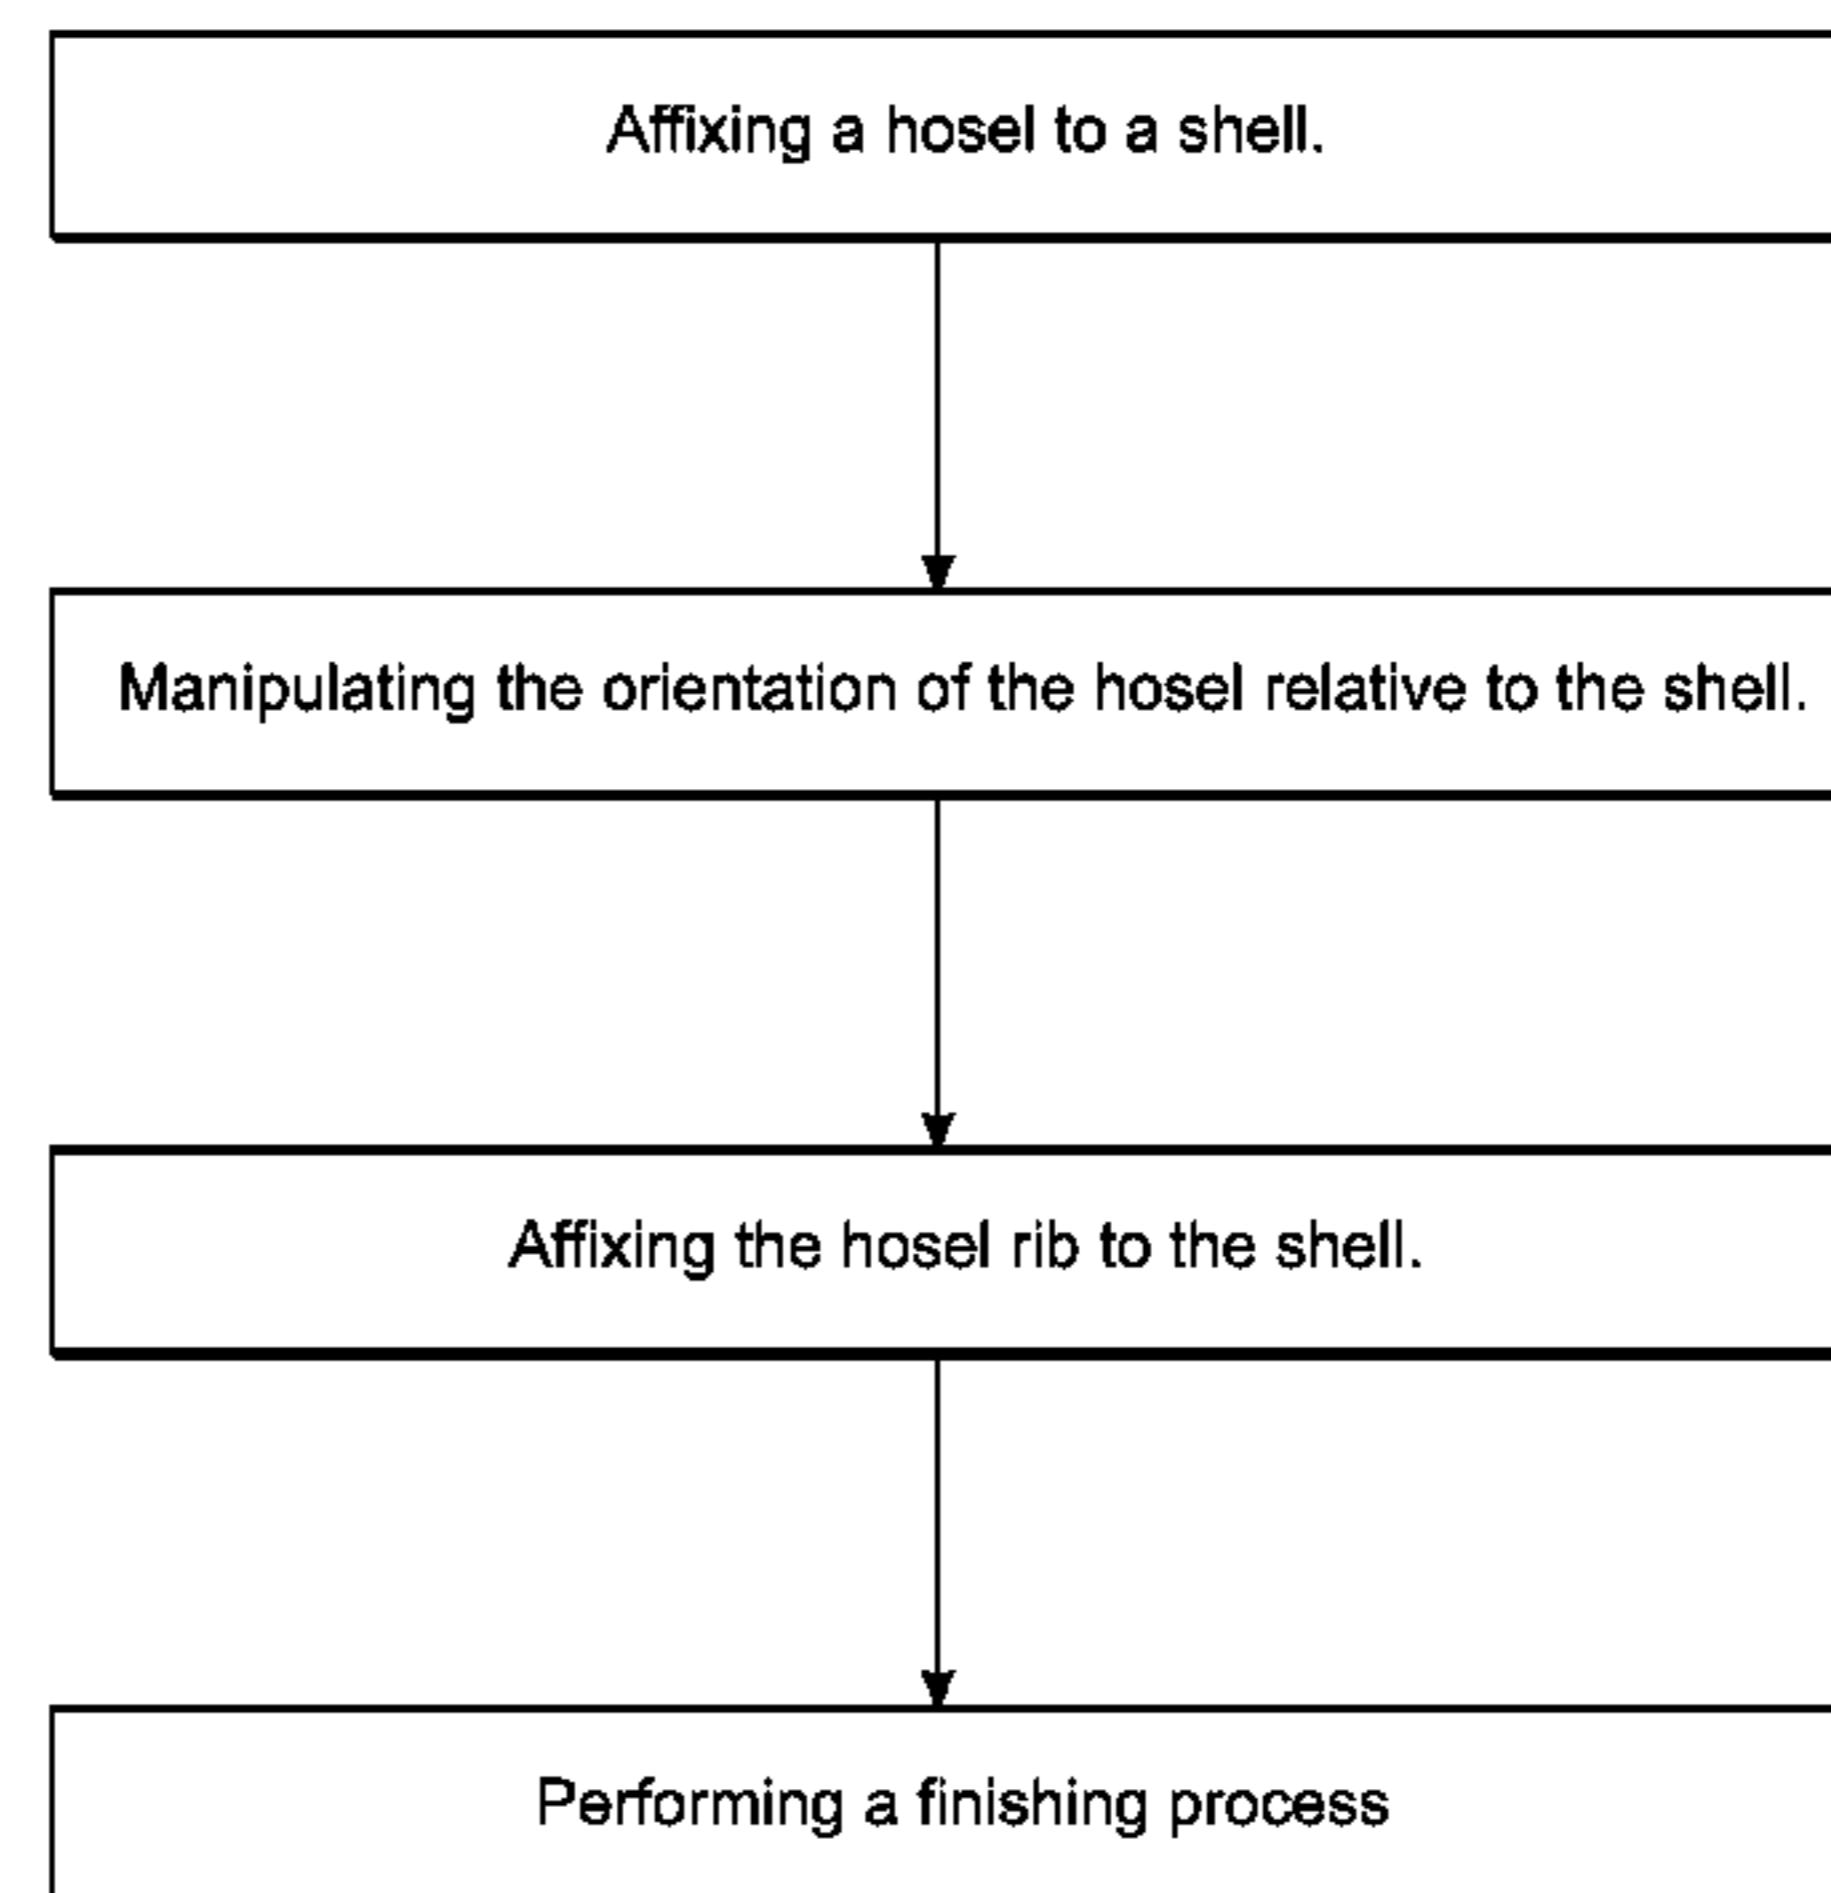 Affixing a hosel to a shell.
Manipulating the orientation of the hosel relative to the shell.
Affixing the hosel rib to the shell.
Performing a finishing process